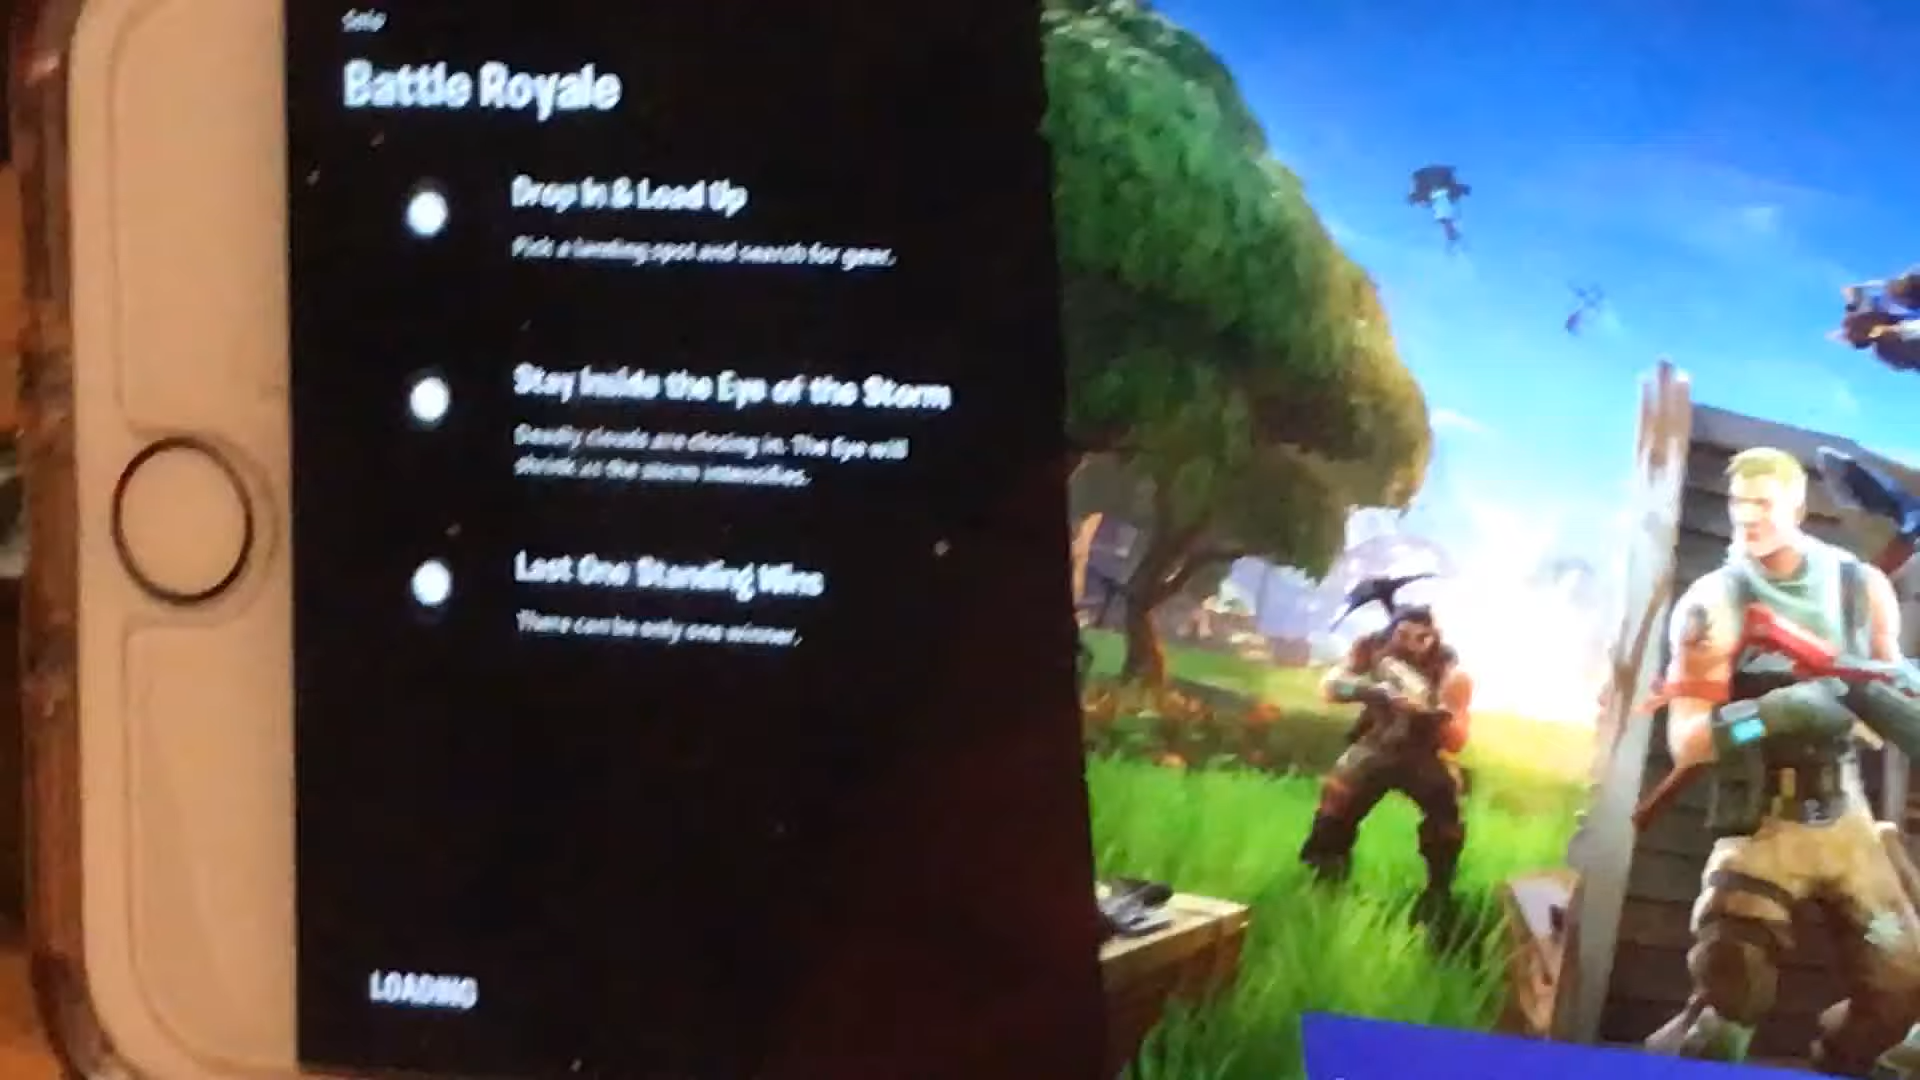 Solo
Battle Royale
Drop In & Load Up
Pick a landing spot and search for gear.
Stay Inside the Eye of the Storm
Deadly clouds are closing in. The Eye will
shrink as the storm intensifies.
Last One Standing Wins
There can be only one winner.
LOADING